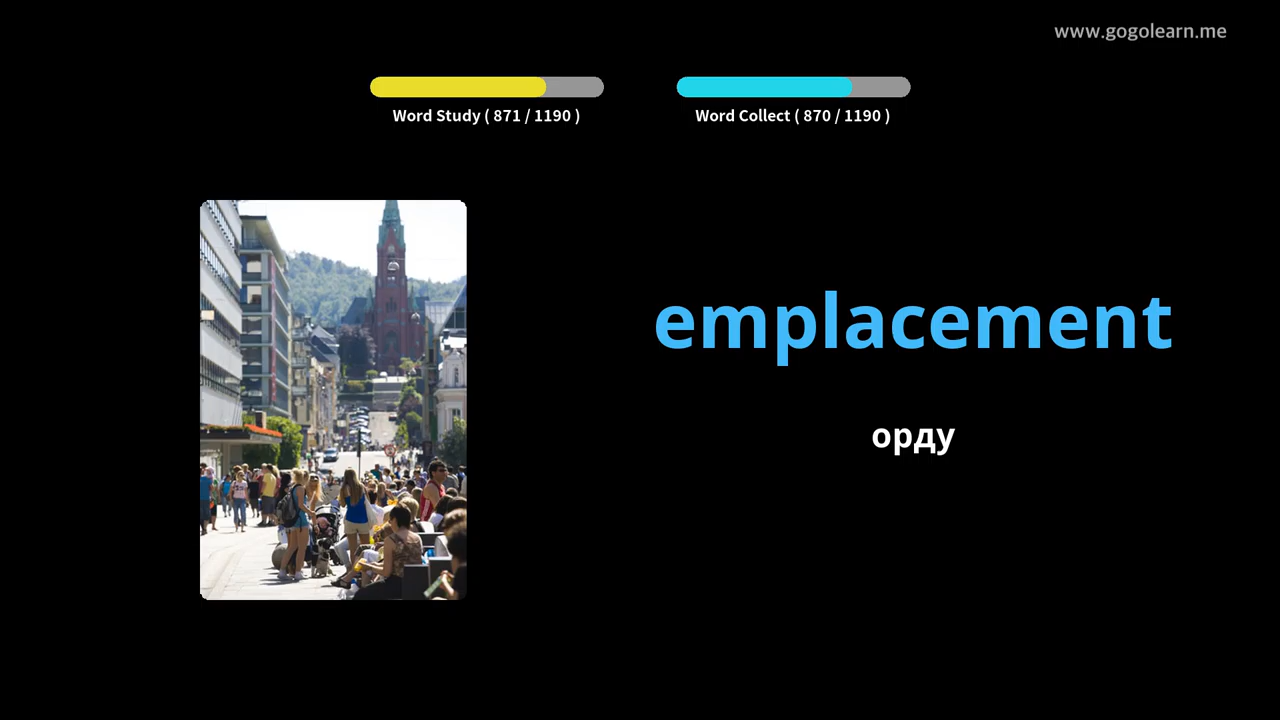 www.gogolearn.me
Word Study ( 871 / 1190 )
Word Collect ( 870 / 1190 )
emplacement
орду